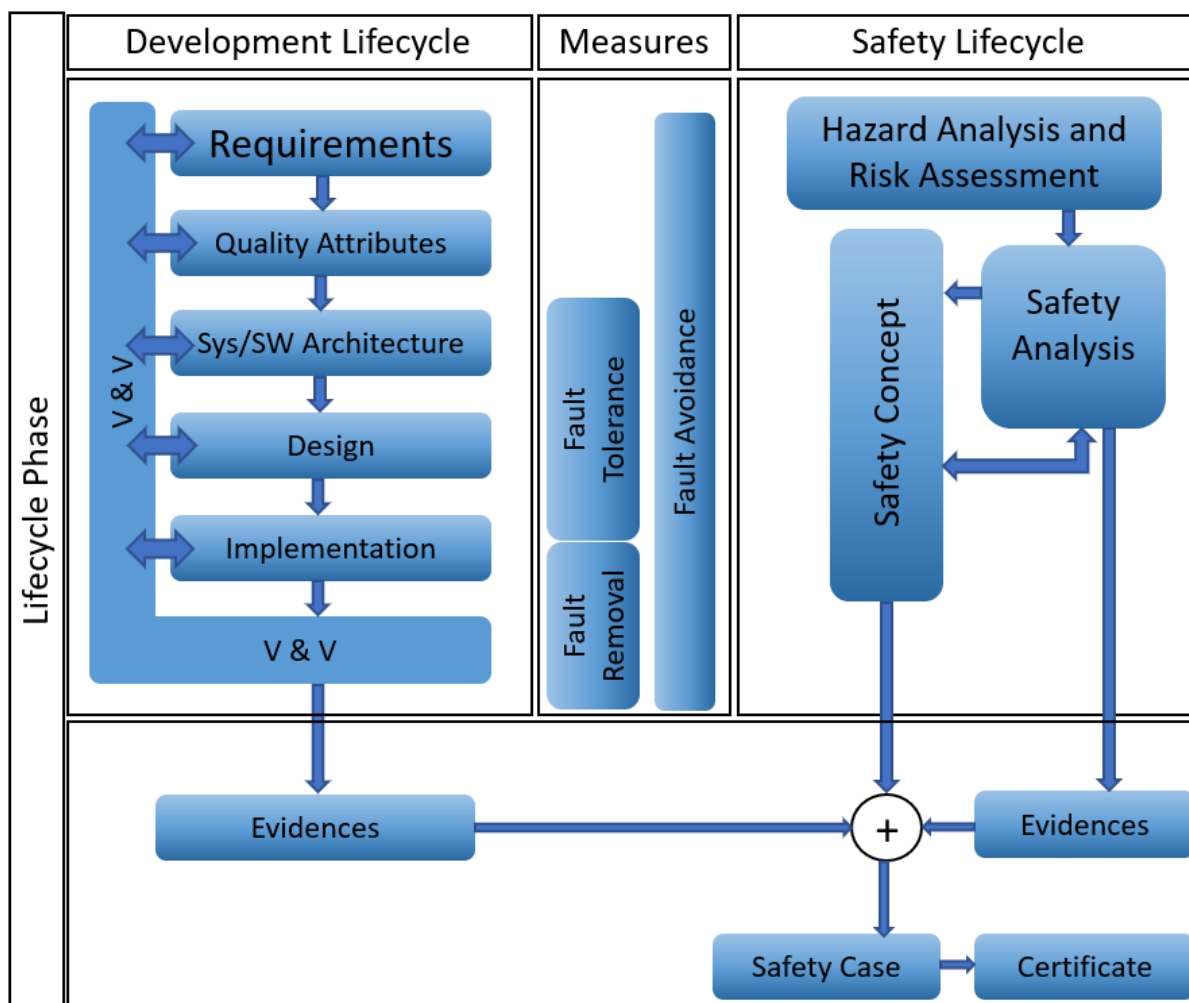 Development Lifecycle
Measures
Safety Lifecycle
Lifecycle Phase
Requirements
Quality Attributes
Sys/SW Architecture
Design
Implementation
V & V
V & V
Fault
Tolerance
Fault
Removal
Fault Avoidance
Hazard Analysis and
Risk Assessment
Safety Concept
Safety
Analysis
Evidences
+
Evidences
Safety Case
Certificate